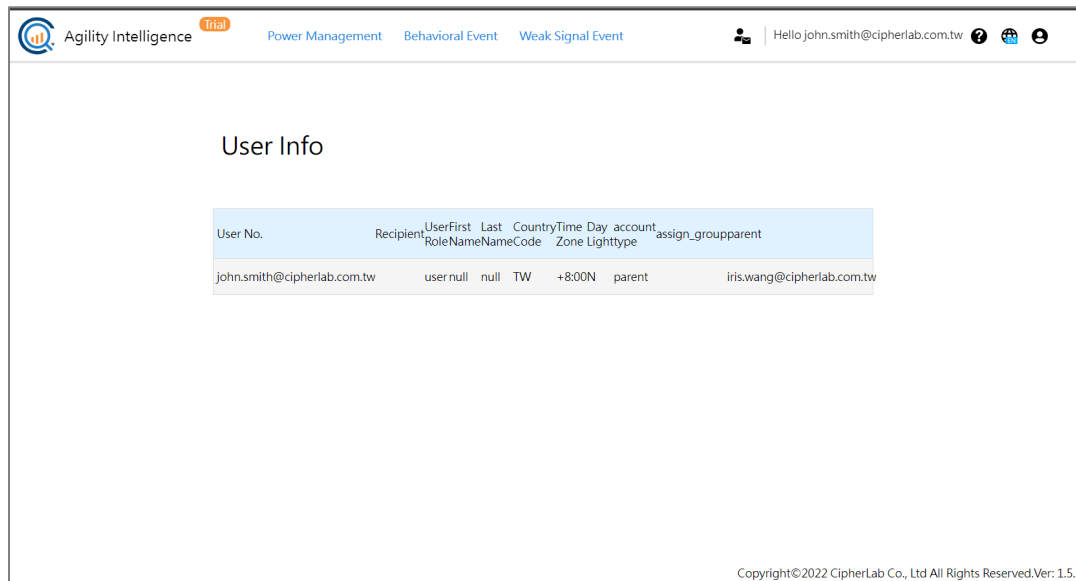 Agility Intelligence Trial Power Management Behavioral Event Weak Signal Event Hello john.smith@cipherlab.com.tw
User Info
User No. Recipient User Role First Name Last Name Country Code Time Zone Day Light account type assign_group parent
john.smith@cipherlab.com.tw user null null TW +8:00 N parent iris.wang@cipherlab.com.tw
Copyright©2022 CipherLab Co., Ltd All Rights Reserved.Ver: 1.5.